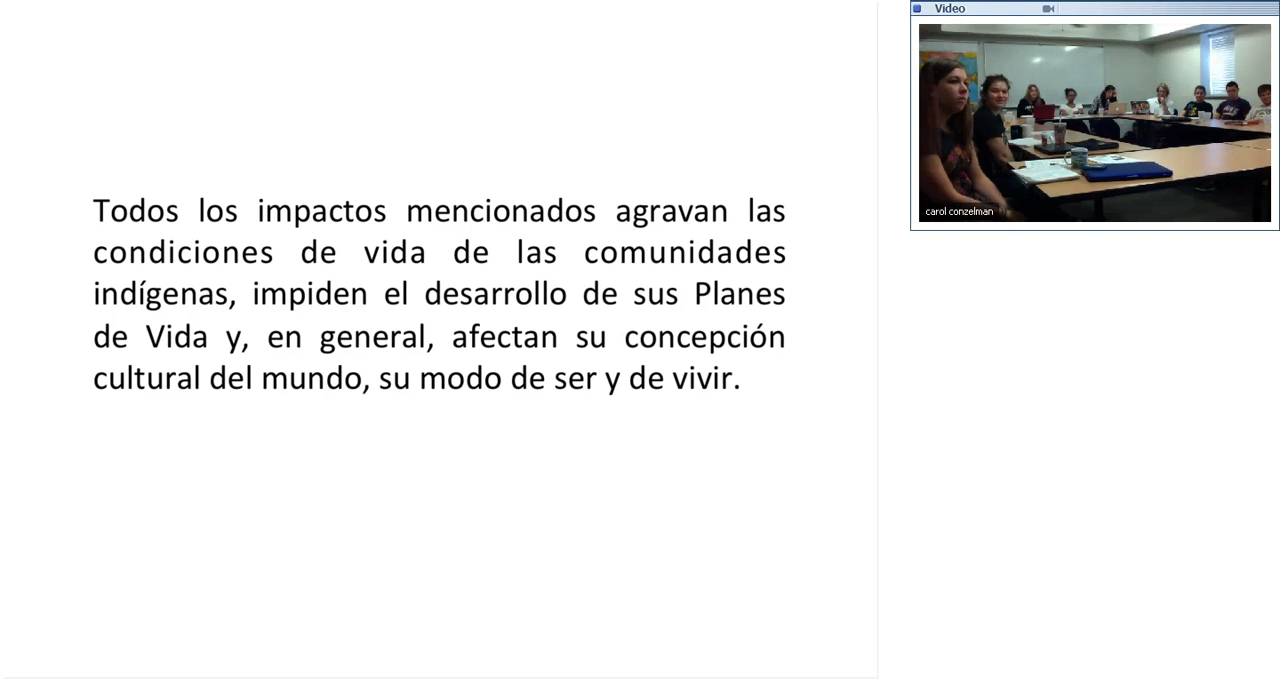 Video
Todos los impactos mencionados agravan las
condiciones de vida de las comunidades
indígenas, impiden el desarrollo de sus Planes
de Vida y, en general, afectan su concepción
cultural del mundo, su modo de ser y de vivir.
carol conzelman